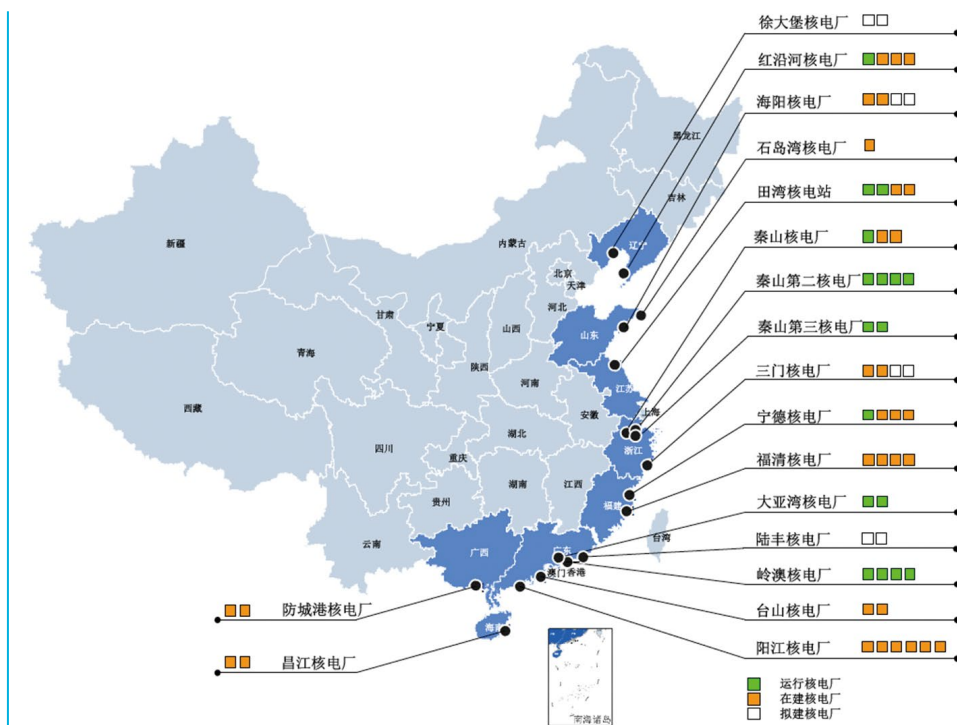 徐大堡核电厂
红沿河核电厂
海阳核电厂
石岛湾核电厂
田湾核电站
秦山核电厂
秦山第二核电厂
秦山第三核电厂
三门核电厂
宁德核电厂
福清核电厂
大亚湾核电厂
陆丰核电厂
岭澳核电厂
台山核电厂
阳江核电厂
防城港核电厂
昌江核电厂
黑龙江
吉林
辽宁
内蒙古
新疆
北京
天津
河北
甘肃
宁夏
山西
山东
青海
陕西
河南
江苏
西藏
安徽
上海
四川
湖北
重庆
浙江
湖南
江西
贵州
福建
云南
广西
广东
台湾
澳门
香港
海南
南海诸岛
运行核电厂
在建核电厂
拟建核电厂